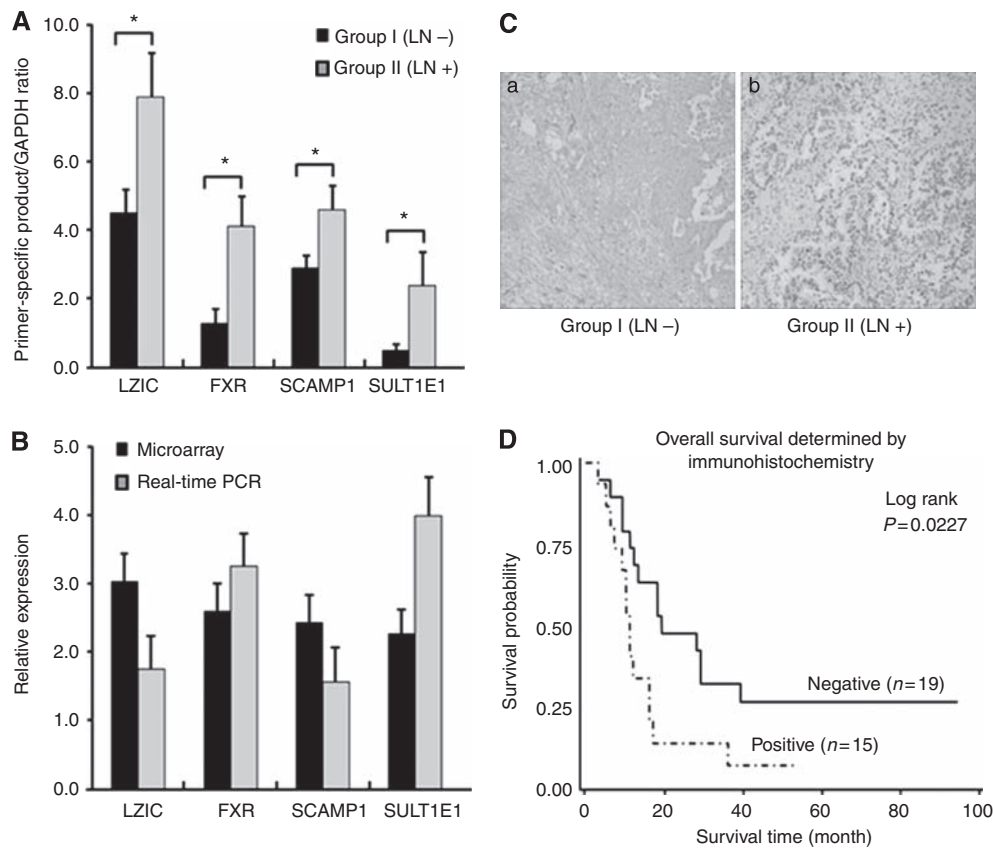 A
10.0
8.0
6.0
4.0
2.0
0.0
Primer-specific product/GAPDH ratio
Group I (LN –)
Group II (LN +)
*
*
*
*
LZIC FXR SCAMP1 SULT1E1
B
5.0
4.0
3.0
2.0
1.0
0.0
Relative expression
Microarray
Real-time PCR
LZIC FXR SCAMP1 SULT1E1
C
a b
Group I (LN –) Group II (LN +)
D
Overall survival determined by
immunohistochemistry
Log rank
P=0.0227
1.00
0.75
0.50
0.25
0.00
Survival probability
Negative (n=19)
Positive (n=15)
0 20 40 60 80 100
Survival time (month)